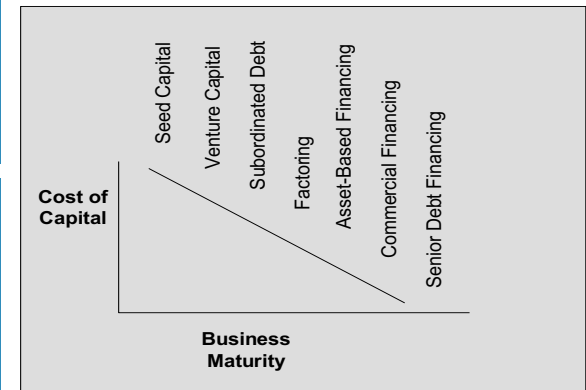 Seed Capital
Venture Capital
Subordinated Debt
Factoring
Asset-Based Financing
Commercial Financing
Senior Debt Financing
Cost of
Capital
Business
Maturity